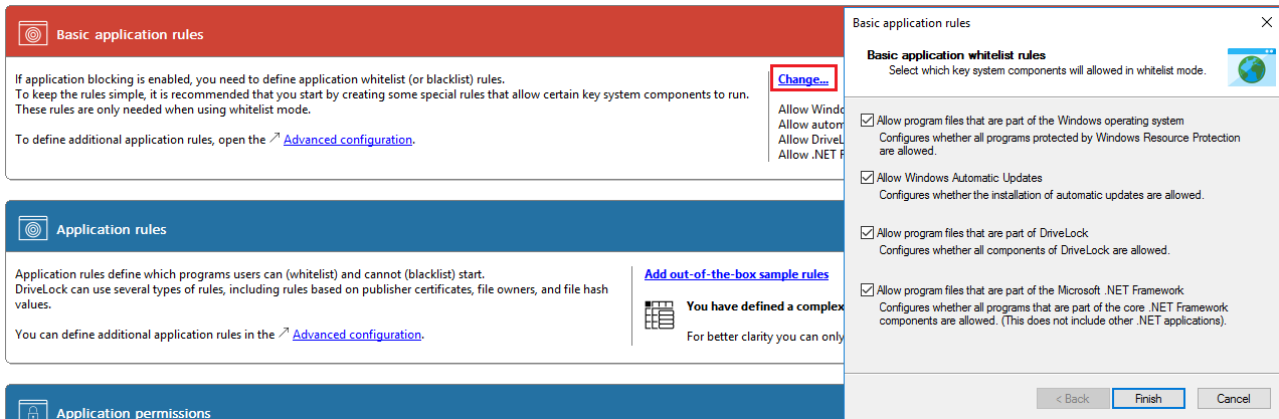 Basic application rules
If application blocking is enabled, you need to define application whitelist (or blacklist) rules.
To keep the rules simple, it is recommended that you start by creating some special rules that allow certain key system components to run.
These rules are only needed when using whitelist mode.
To define additional application rules, open the ↗ Advanced configuration.
Change...
Allow
Allow
Allow
Allow .NET
Application rules
Application rules define which programs users can (whitelist) and cannot (blacklist) start.
DriveLock can use several types of rules, including rules based on publisher certificates, file owners, and file hash
values.
You can define additional application rules in the ↗ Advanced configuration.
Add out-of-the-box sample rules
You have defined a complex
For better clarity you can only
Application permissions
Basic application rules
Basic application whitelist rules
Select which key system components will allowed in whitelist mode.
Allow program files that are part of the Windows operating system
Configures whether all programs protected by Windows Resource Protection
are allowed.
Allow Windows Automatic Updates
Configures whether the installation of automatic updates are allowed.
Allow program files that are part of DriveLock
Configures whether all components of DriveLock are allowed.
Allow program files that are part of the Microsoft .NET Framework
Configures whether all programs that are part of the core .NET Framework
components are allowed. (This does not include other .NET applications).
< Back
Finish
Cancel